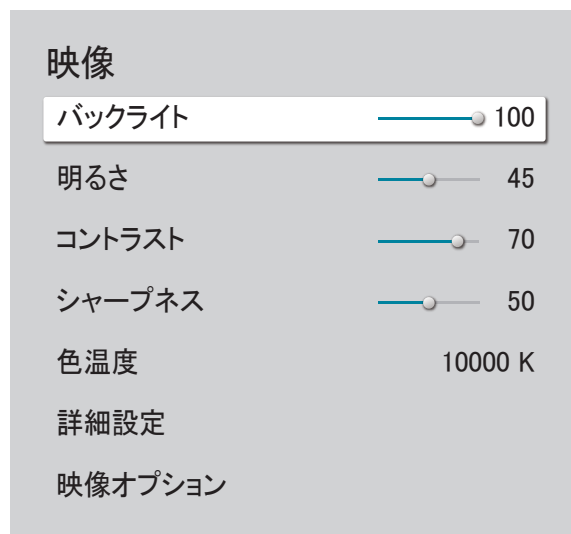 映像
バックライト 100
明るさ 45
コントラスト 70
シャープネス 50
色温度 10000 K
詳細設定
映像オプション